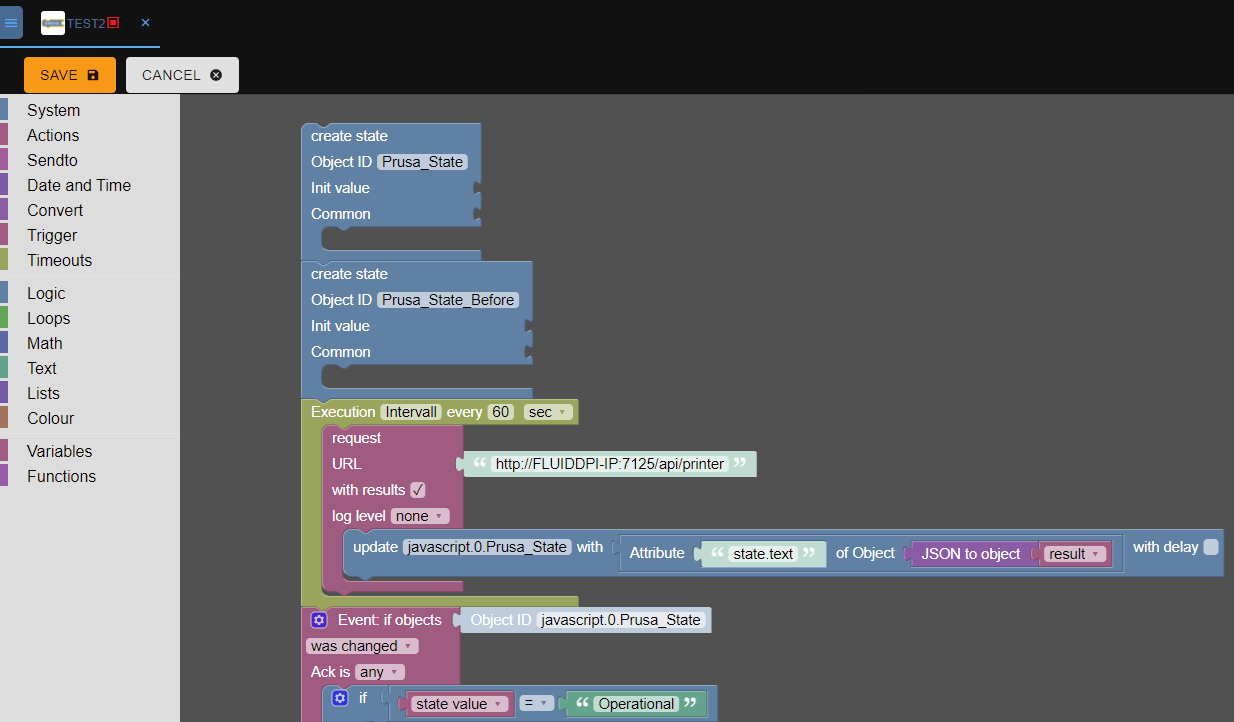 TEST2
SAVE CANCEL
System
Actions
Sendto
Date and Time
Convert
Trigger
Timeouts
Logic
Loops
Math
Text
Lists
Colour
Variables
Functions
create state
Object ID Prusa_State
Init value
Common
create state
Object ID Prusa_State_Before
Init value
Common
Execution Intervall every 60 sec
request
URL “ http://FLUIDDPI-IP:7125/api/printer ”
with results ✓
log level none
update javascript.0.Prusa_State with Attribute “ state.text ” of Object JSON to object result with delay
Event: if objects Object ID javascript.0.Prusa_State
was changed
Ack is any
if state value = “ Operational ”